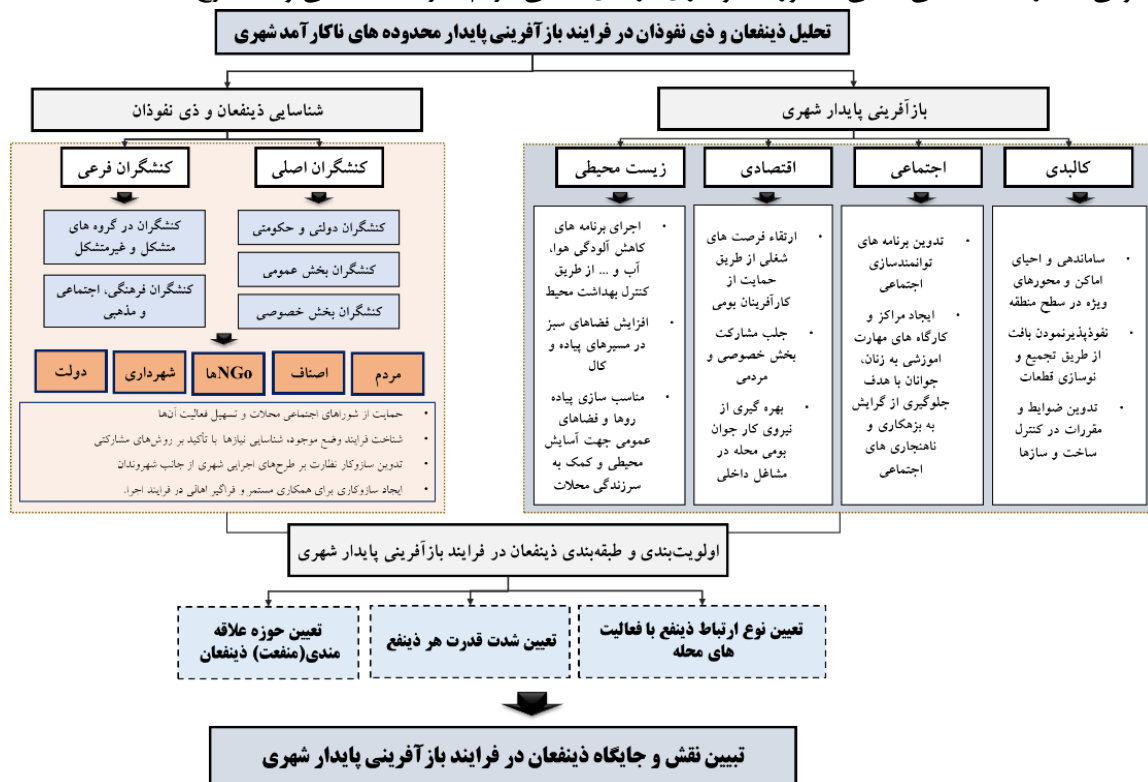 تحلیل ذینفعان و ذی نفوذان در فرایند بازآفرینی پایدار محدوده های ناکارآمد شهری
بازآفرینی پایدار شهری
کالبدی
ساماندهی و احیای
اماکن و محورهای
ویژه در سطح منطقه
نفوذپذیرنمودن بافت
از طریق تجمیع و
نوسازی قطعات
تدوین ضوابط و
مقررات در کنترل
ساخت و سازها
اجتماعی
تدوین برنامه های
توانمندسازی
اجتماعی
ایجاد مراکز و
کارگاه های مهارت
اموزشی به زنان،
جوانان با هدف
جلوگیری از گرایش
به بزهکاری و
ناهنجاری های
اجتماعی
اقتصادی
ارتقاء فرصت های
شغلی از طریق
حمایت از
کارآفرینان بومی
جلب مشارکت
بخش خصوصی و
مردمی
بهره گیری از
نیروی کار جوان
بومی محله در
مشاغل داخلی
زیست محیطی
اجرای برنامه های
کاهش آلودگی هوا،
آب و ... از طریق
کنترل بهداشت محیط
افزایش فضاهای سبز
در مسیرهای پیاده و
کال
مناسب سازی پیاده
روها و فضاهای
عمومی جهت آسایش
محیطی و کمک به
سرزندگی محلات
شناسایی ذینفعان و ذی نفوذان
کنشگران اصلی
کنشگران دولتی و حکومتی
کنشگران بخش عمومی
کنشگران بخش خصوصی
کنشگران فرعی
کنشگران در گروه های
متشکل و غیرمتشکل
کنشگران فرهنگی، اجتماعی
و مذهبی
مردم
اصناف
NGoها
شهرداری
دولت
حمایت از شوراهای اجتماعی محلات و تسهیل فعالیت آن‌ها
شناخت فرایند وضع موجود، شناسایی نیازها با تأکید بر روش‌های مشارکتی
تدوین سازوکار نظارت بر طرح‌های اجرایی شهری از جانب شهروندان
ایجاد سازوکاری برای همکاری مستمر و فراگیر اهالی در فرایند اجرا.
اولویت‌بندی و طبقه‌بندی ذینفعان در فرایند بازآفرینی پایدار شهری
تعیین نوع ارتباط ذینفع با فعالیت
های محله
تعیین شدت قدرت هر ذینفع
تعیین حوزه علاقه
مندی(منفعت) ذینفعان
تبیین نقش و جایگاه ذینفعان در فرایند بازآفرینی پایدار شهری